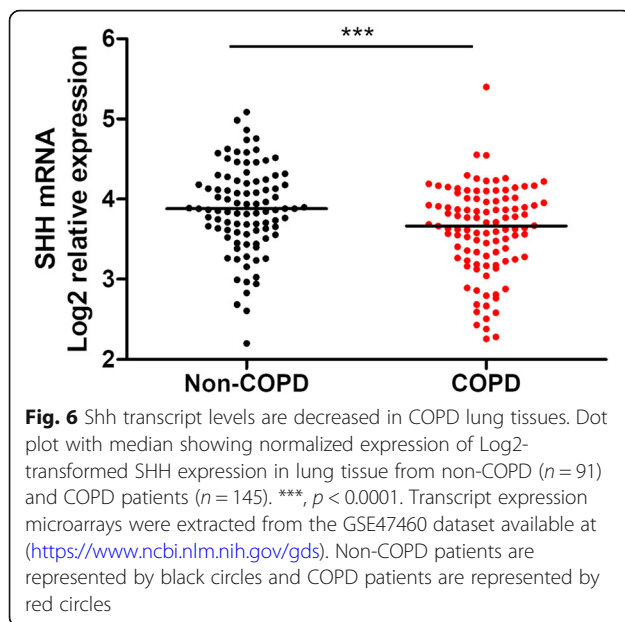 ***
6
5
4
3
2
SHH mRNA
Log2 relative expression
Non-COPD
COPD
Fig. 6 Shh transcript levels are decreased in COPD lung tissues. Dot
plot with median showing normalized expression of Log2-
transformed SHH expression in lung tissue from non-COPD (n = 91)
and COPD patients (n = 145). ***, p < 0.0001. Transcript expression
microarrays were extracted from the GSE47460 dataset available at
(https://www.ncbi.nlm.nih.gov/gds). Non-COPD patients are
represented by black circles and COPD patients are represented by
red circles